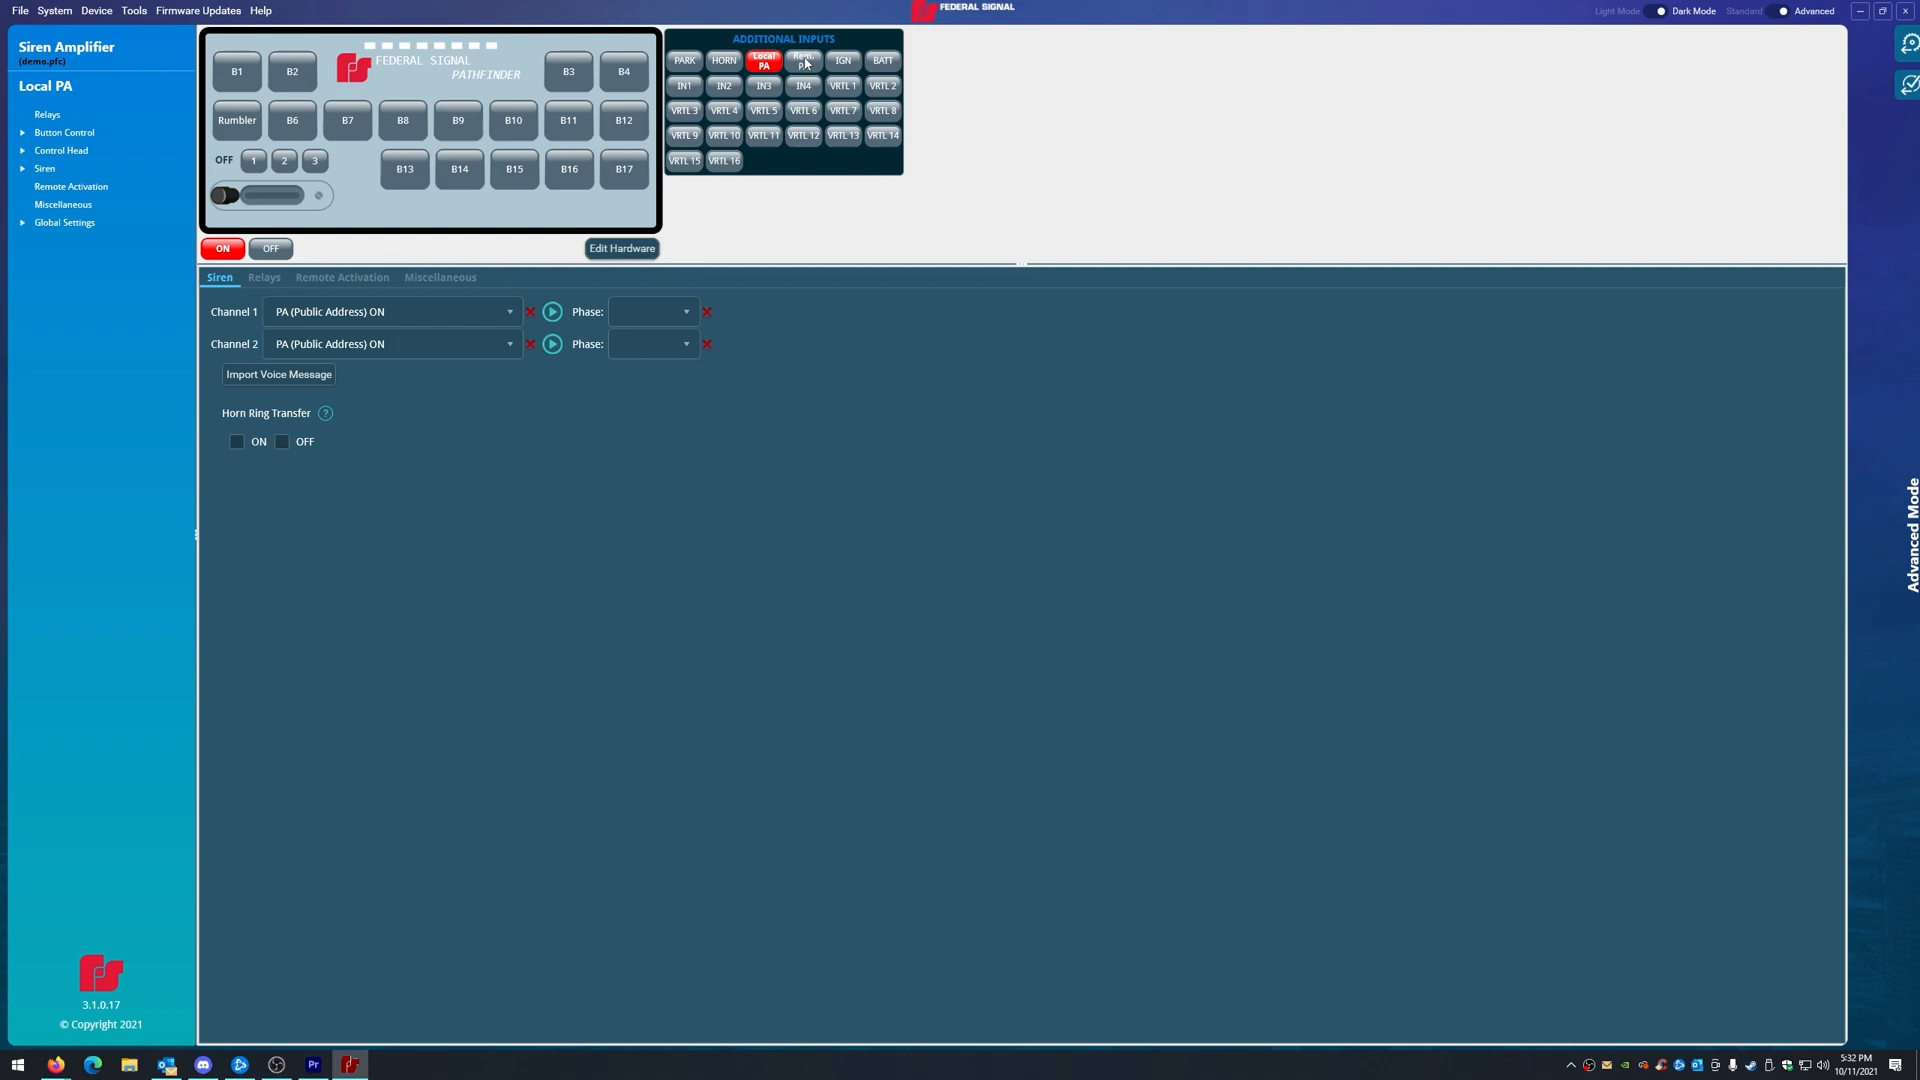 File System Device Tools Firmware Updates Help
FEDERAL SIGNAL
Light Mode Dark Mode Standard Advanced
Siren Amplifier
(demo.pfc)
Local PA
Relays
Button Control
Control Head
Siren
Remote Activation
Miscellaneous
Global Settings
3.1.0.17
© Copyright 2021
B1 B2 FEDERAL SIGNAL B3 B4
PATHFINDER
Rumbler B6 B7 B8 B9 B10 B11 B12
OFF 1 2 3 B13 B14 B15 B16 B17
ON OFF Edit Hardware
ADDITIONAL INPUTS
PARK HORN Local PA Rem. IGN BATT
IN1 IN2 IN3 IN4 VRTL 1 VRTL 2
VRTL 3 VRTL 4 VRTL 5 VRTL 6 VRTL 7 VRTL 8
VRTL 9 VRTL 10 VRTL 11 VRTL 12 VRTL 13 VRTL 14
VRTL 15 VRTL 16
Siren Relays Remote Activation Miscellaneous
Channel 1 PA (Public Address) ON Phase:
Channel 2 PA (Public Address) ON Phase:
Import Voice Message
Horn Ring Transfer ?
ON OFF
Advanced Mode
Pr
5:32 PM
10/11/2021